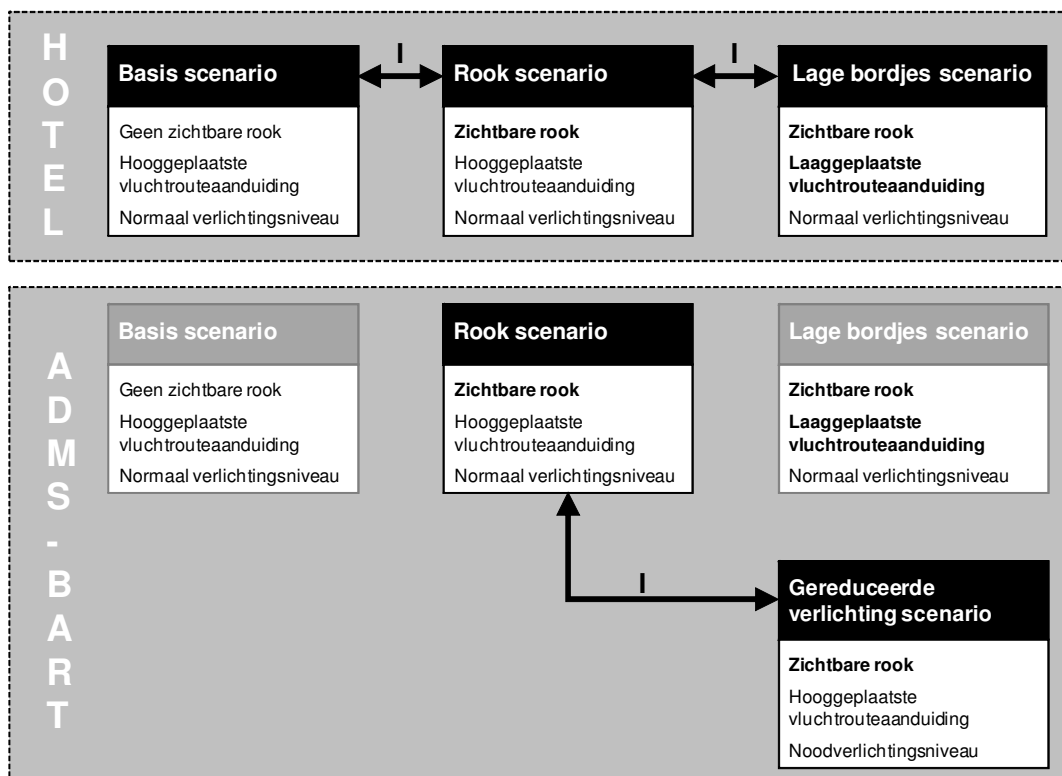 HOTEL
I
I
Basis scenario
Geen zichtbare rook
Hooggeplaatste
vluchtrouteaanduiding
Normaal verlichtingsniveau
Rook scenario
Zichtbare rook
Hooggeplaatste
vluchtrouteaanduiding
Normaal verlichtingsniveau
Lage bordjes scenario
Zichtbare rook
Laaggeplaatste
vluchtrouteaanduiding
Normaal verlichtingsniveau
ADMS-BART
Basis scenario
Geen zichtbare rook
Hooggeplaatste
vluchtrouteaanduiding
Normaal verlichtingsniveau
Rook scenario
Zichtbare rook
Hooggeplaatste
vluchtrouteaanduiding
Normaal verlichtingsniveau
Lage bordjes scenario
Zichtbare rook
Laaggeplaatste
vluchtrouteaanduiding
Normaal verlichtingsniveau
I
Gereduceerde
verlichting scenario
Zichtbare rook
Hooggeplaatste
vluchtrouteaanduiding
Noodverlichtingsniveau